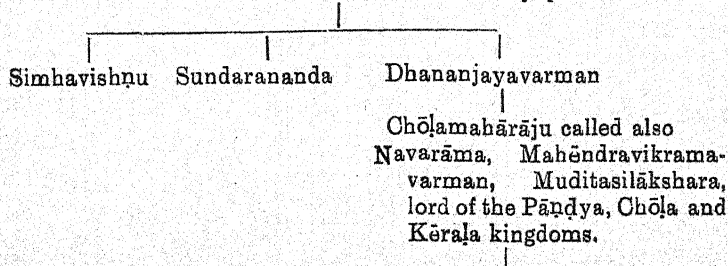 Simhavishṇu Sundarananda Dhananjayavarman
Chōḷamahārāju called also
Navarāma, Mahēndravikrama-
varman, Muditasilākshara,
lord of the Pāṇḍya, Chōḷa and
Kēraḷa kingdoms.